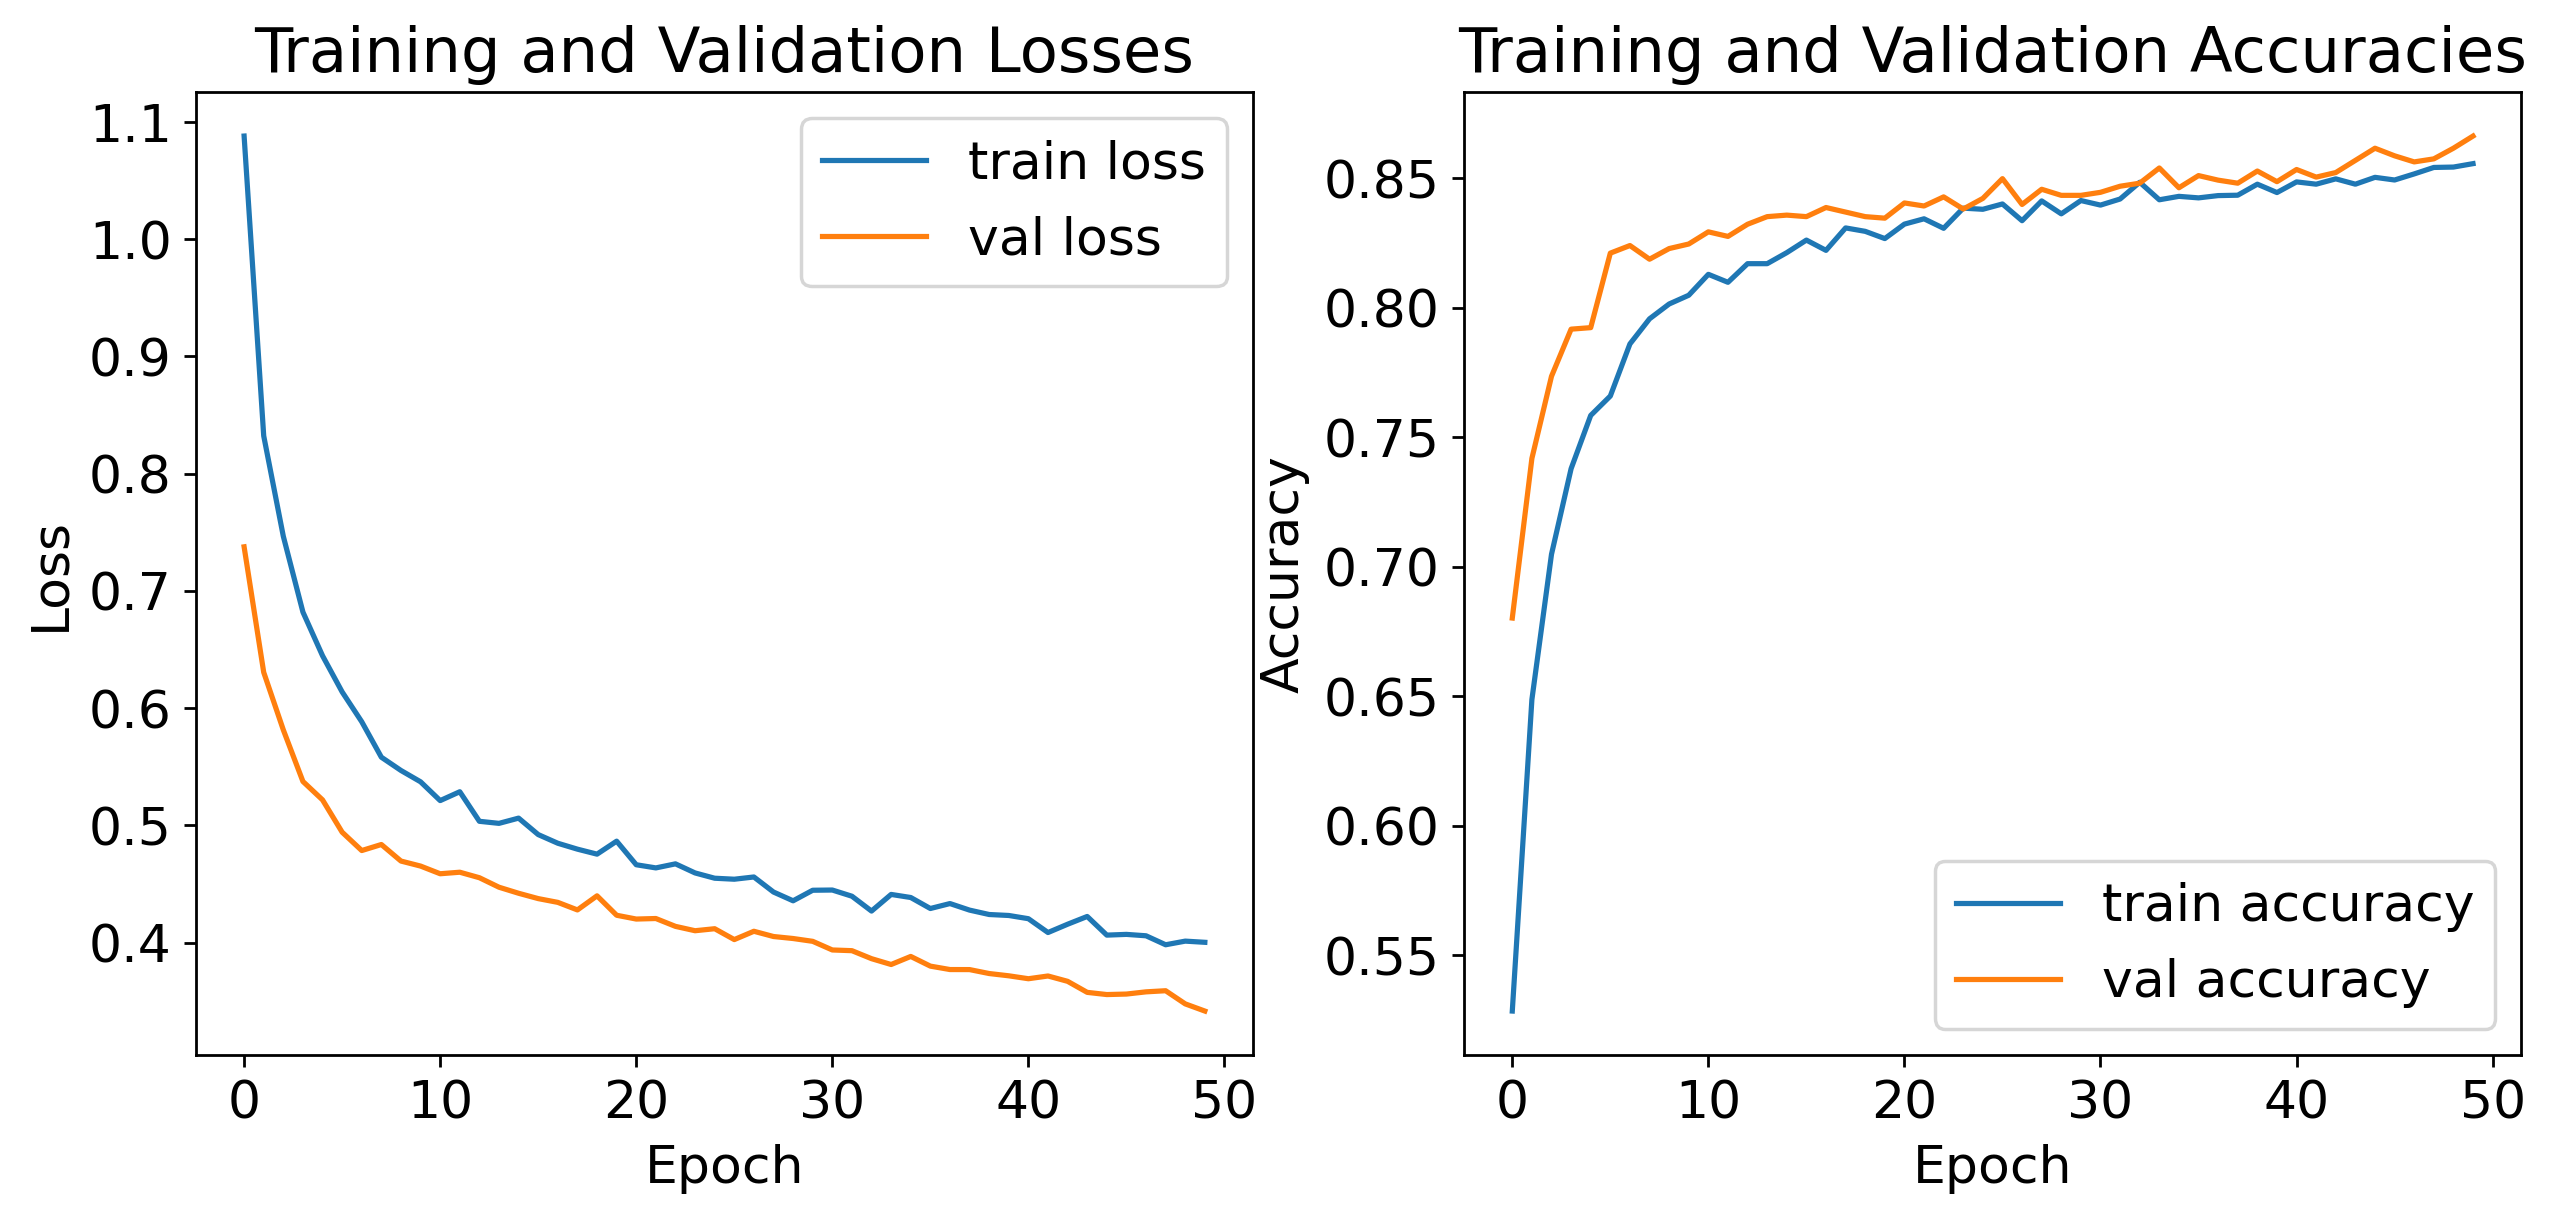 Training and Validation Losses
1.1
1.0
0.9
0.8
0.7
0.6
0.5
0.4
Loss
0 10 20 30 40 50
Epoch
train loss
val loss
Training and Validation Accuracies
0.85
0.80
0.75
0.70
0.65
0.60
0.55
Accuracy
0 10 20 30 40 50
Epoch
train accuracy
val accuracy